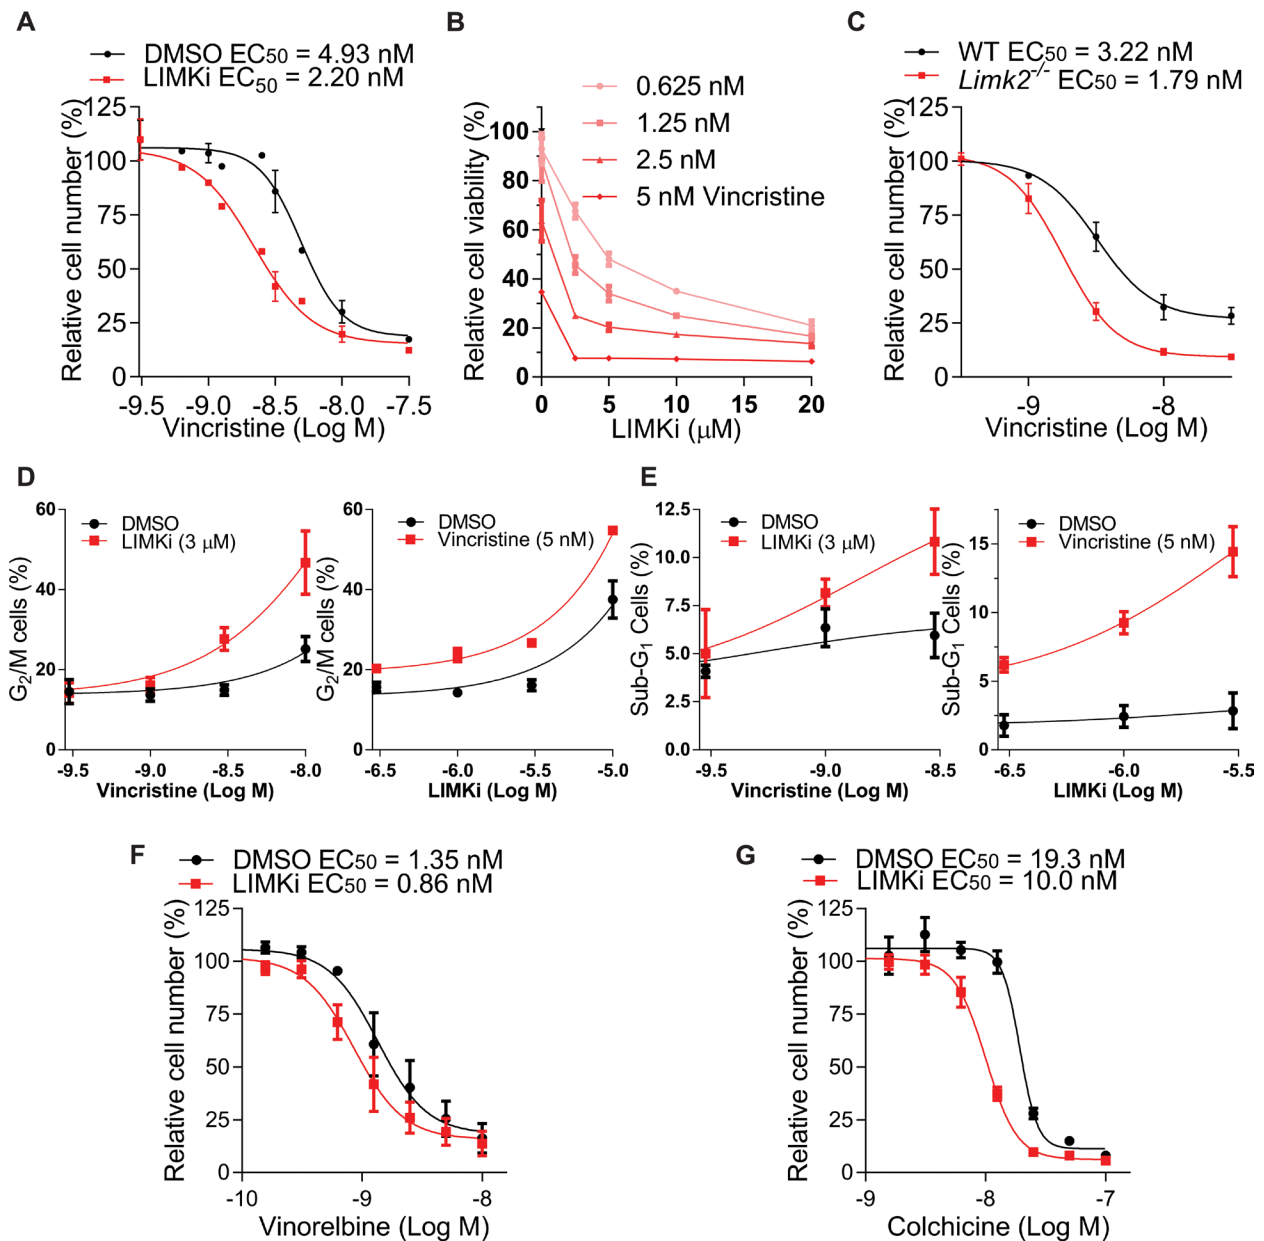 A
DMSO EC50 = 4.93 nM
LIMKi EC50 = 2.20 nM
Relative cell number (%)
125
100
75
50
25
0
-9.5 -9.0 -8.5 -8.0 -7.5
Vincristine (Log M)
B
0.625 nM
1.25 nM
2.5 nM
5 nM Vincristine
Relative cell viability (%)
100
80
60
40
20
0
0 5 10 15 20
LIMKi (μM)
C
WT EC50 = 3.22 nM
Limk2-/- EC50 = 1.79 nM
Relative cell number (%)
125
100
75
50
25
0
-9 -8
Vincristine (Log M)
D
DMSO
LIMKi (3 μM)
G2/M cells (%)
60
40
20
0
-9.5 -9.0 -8.5 -8.0
Vincristine (Log M)
DMSO
Vincristine (5 nM)
G2/M cells (%)
60
40
20
0
-6.5 -6.0 -5.5 -5.0
LIMKi (Log M)
E
DMSO
LIMKi (3 μM)
Sub-G1 Cells (%)
12.5
10.0
7.5
5.0
2.5
0.0
-9.5 -9.0 -8.5
Vincristine (Log M)
DMSO
Vincristine (5 nM)
Sub-G1 Cells (%)
15
10
5
0
-6.5 -6.0 -5.5
LIMKi (Log M)
F
DMSO EC50 = 1.35 nM
LIMKi EC50 = 0.86 nM
Relative cell number (%)
125
100
75
50
25
0
-10 -9 -8
Vinorelbine (Log M)
G
DMSO EC50 = 19.3 nM
LIMKi EC50 = 10.0 nM
Relative cell number (%)
125
100
75
50
25
0
-9 -8 -7
Colchicine (Log M)